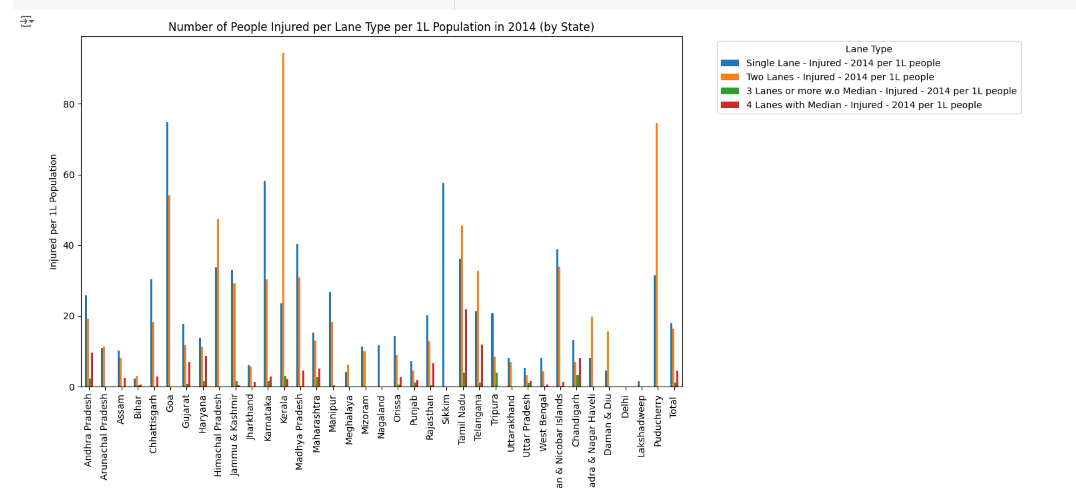 Number of People Injured per Lane Type per 1L Population in 2014 (by State)
Lane Type
Single Lane - Injured - 2014 per 1L people
Two Lanes - Injured - 2014 per 1L people
3 Lanes or more w.o Median - Injured - 2014 per 1L people
4 Lanes with Median - Injured - 2014 per 1L people
Injured per 1L Population
80
60
40
20
0
Andhra Pradesh
Arunachal Pradesh
Assam
Bihar
Chhattisgarh
Goa
Gujarat
Haryana
Himachal Pradesh
Jammu & Kashmir
Jharkhand
Karnataka
Kerala
Madhya Pradesh
Maharashtra
Manipur
Meghalaya
Mizoram
Nagaland
Orissa
Punjab
Rajasthan
Sikkim
Tamil Nadu
Telangana
Tripura
Uttarakhand
Uttar Pradesh
West Bengal
an & Nicobar Islands
Chandigarh
adra & Nagar Haveli
Daman & Diu
Delhi
Lakshadweep
Puducherry
Total